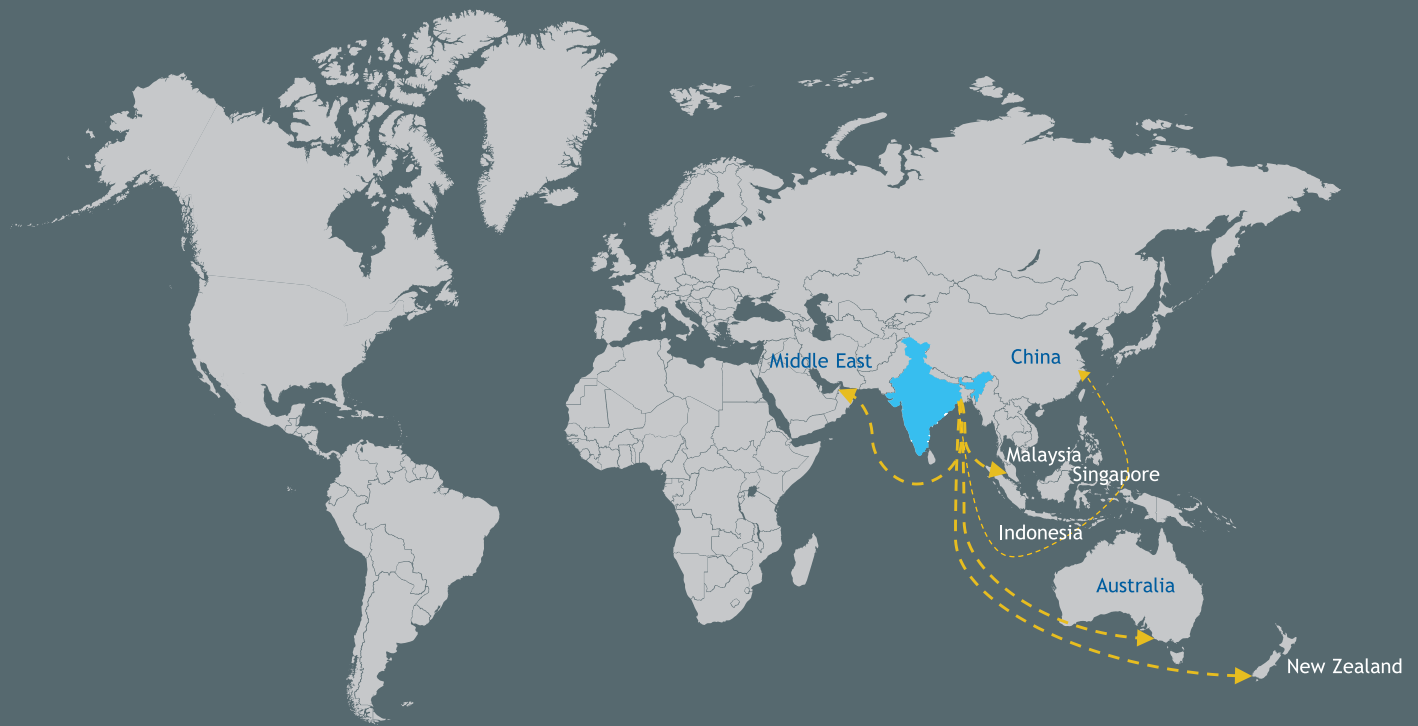 Middle East
China
Malaysia
Singapore
Indonesia
Australia
New Zealand